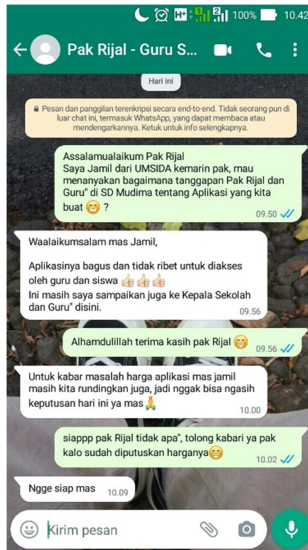 100% 10.42
Pak Rijal - Guru S...
Hari ini
Pesan dan panggilan terenkripsi secara end-to-end. Tidak seorang pun di
luar chat ini, termasuk WhatsApp, yang dapat membaca atau
mendengarkannya. Ketuk untuk info selengkapnya.
Assalamualaikum Pak Rijal
Saya Jamil dari UMSIDA kemarin pak, mau
menanyakan bagaimana tanggapan Pak Rijal dan
Guru" di SD Mudima tentang Aplikasi yang kita
buat 😁 ?
09.50
Waalaikumsalam mas Jamil,
Aplikasinya bagus dan tidak ribet untuk diakses
oleh guru dan siswa 👍🏻👍🏻👍🏻
Ini masih saya sampaikan juga ke Kepala Sekolah
dan Guru" disini.
09.56
Alhamdulillah terima kasih pak Rijal 😁
09.56
Untuk kabar masalah harga aplikasi mas jamil
masih kita rundingkan juga, jadi nggak bisa ngasih
keputusan hari ini ya mas 🙏
10.00
siappp pak Rijal tidak apa", tolong kabari ya pak
kalo sudah diputuskan harganya😁
10.02
Ngge siap mas 10.09
Kirim pesan